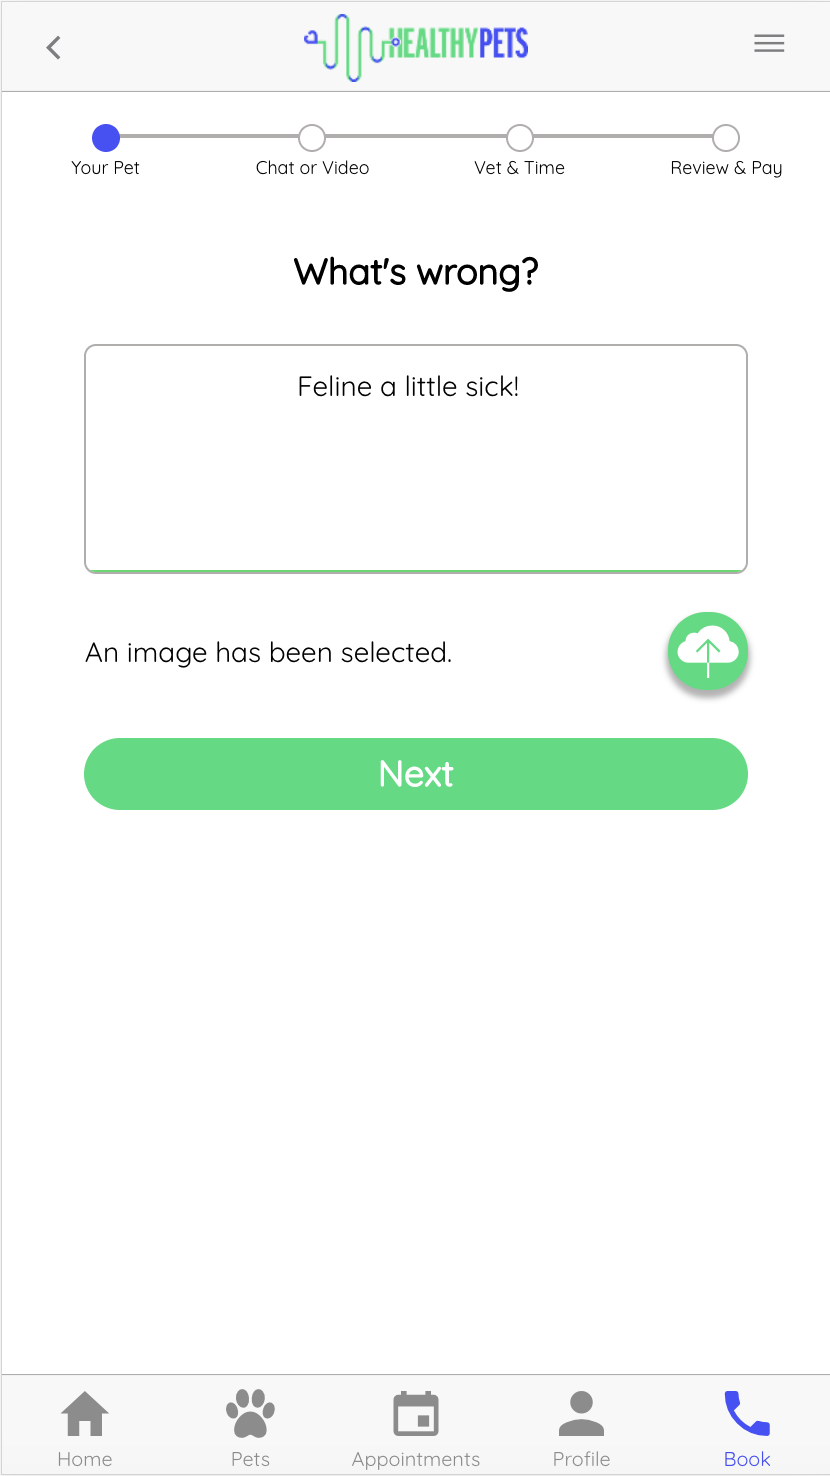 HEALTHYPETS
Your Pet
Chat or Video
Vet & Time
Review & Pay
What's wrong?
Feline a little sick!
An image has been selected.
Next
Home
Pets
Appointments
Profile
Book